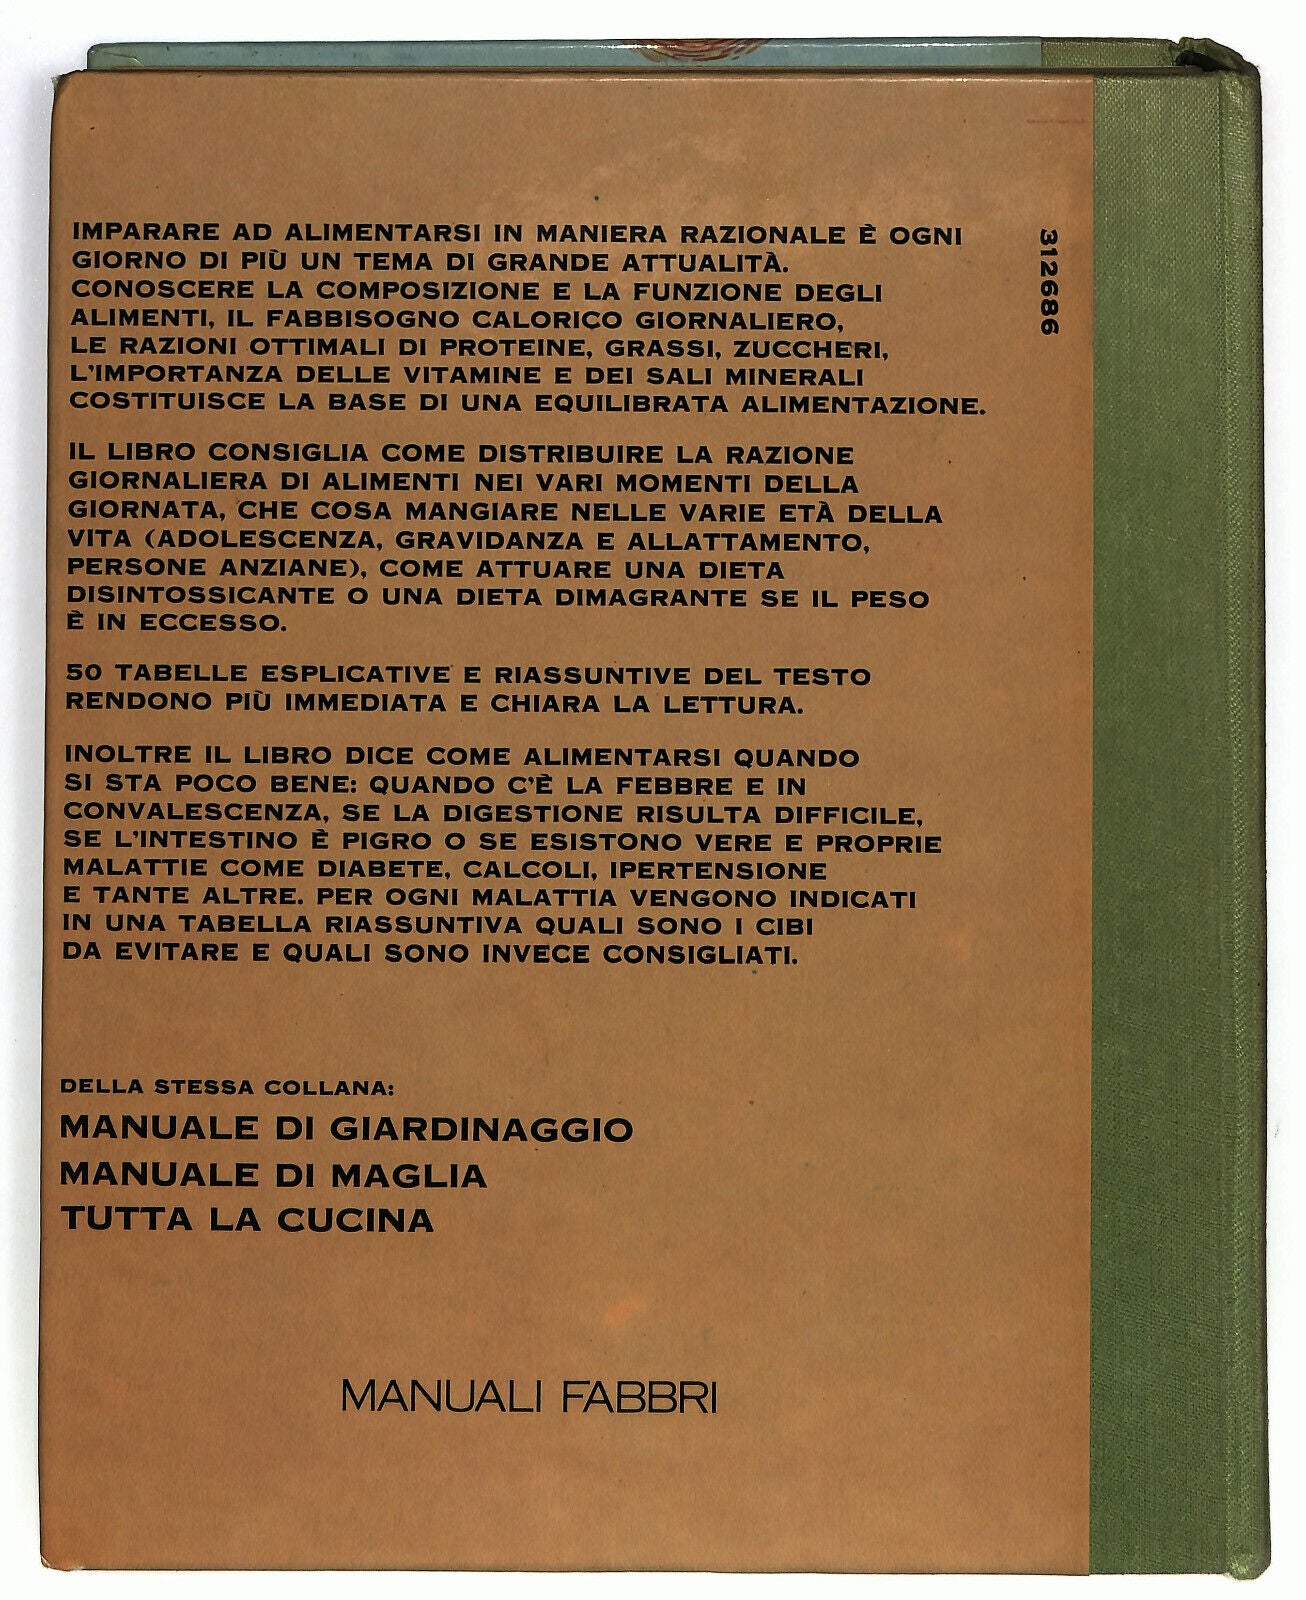 IMPARARE AD ALIMENTARSI IN MANIERA RAZIONALE È OGNI
GIORNO DI PIÙ UN TEMA DI GRANDE ATTUALITÀ.
CONOSCERE LA COMPOSIZIONE E LA FUNZIONE DEGLI
ALIMENTI, IL FABBISOGNO CALORICO GIORNALIERO,
LE RAZIONI OTTIMALI DI PROTEINE, GRASSI, ZUCCHERI,
L'IMPORTANZA DELLE VITAMINE E DEI SALI MINERALI
COSTITUISCE LA BASE DI UNA EQUILIBRATA ALIMENTAZIONE.
IL LIBRO CONSIGLIA COME DISTRIBUIRE LA RAZIONE
GIORNALIERA DI ALIMENTI NEI VARI MOMENTI DELLA
GIORNATA, CHE COSA MANGIARE NELLE VARIE ETÀ DELLA
VITA (ADOLESCENZA, GRAVIDANZA E ALLATTAMENTO,
PERSONE ANZIANE), COME ATTUARE UNA DIETA
DISINTOSSICANTE O UNA DIETA DIMAGRANTE SE IL PESO
È IN ECCESSO.
50 TABELLE ESPLICATIVE E RIASSUNTIVE DEL TESTO
RENDONO PIÙ IMMEDIATA E CHIARA LA LETTURA.
INOLTRE IL LIBRO DICE COME ALIMENTARSI QUANDO
SI STA POCO BENE: QUANDO C'È LA FEBBRE E IN
CONVALESCENZA, SE LA DIGESTIONE RISULTA DIFFICILE,
SE L'INTESTINO È PIGRO O SE ESISTONO VERE E PROPRIE
MALATTIE COME DIABETE, CALCOLI, IPERTENSIONE
E TANTE ALTRE. PER OGNI MALATTIA VENGONO INDICATI
IN UNA TABELLA RIASSUNTIVA QUALI SONO I CIBI
DA EVITARE E QUALI SONO INVECE CONSIGLIATI.
DELLA STESSA COLLANA:
MANUALE DI GIARDINAGGIO
MANUALE DI MAGLIA
TUTTA LA CUCINA
MANUALI FABBRI
312686